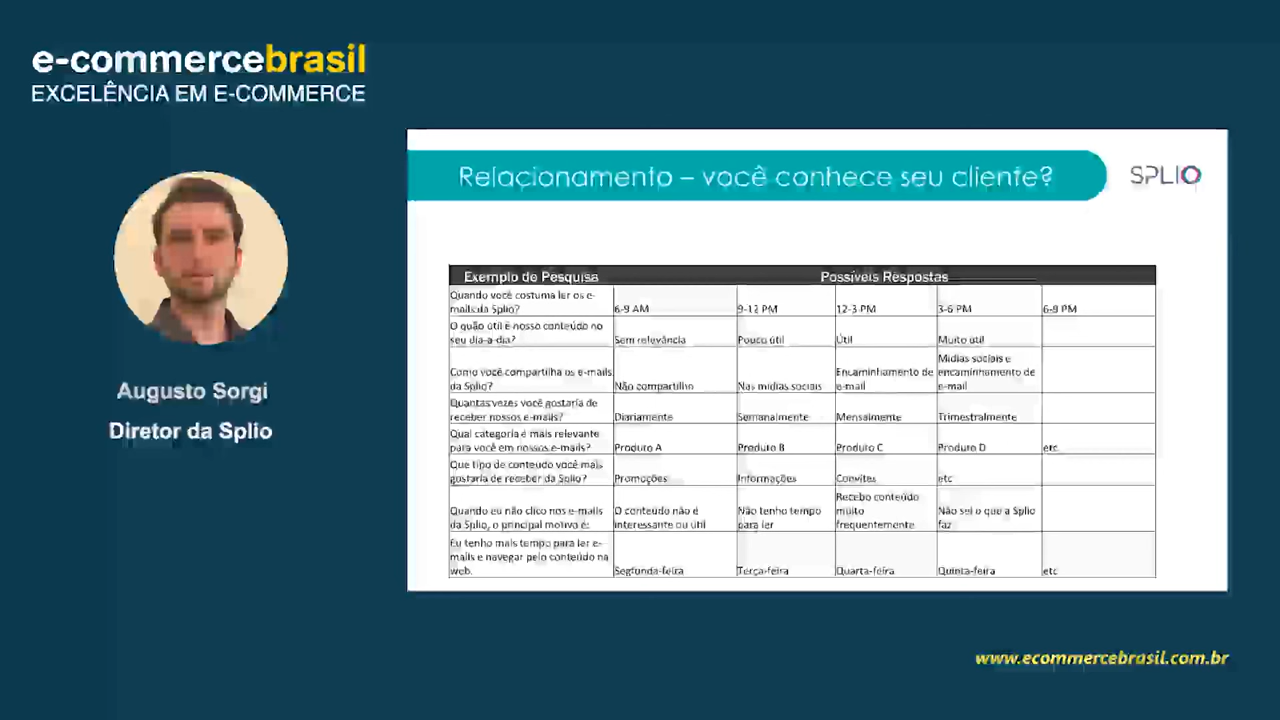 e-commercebrasil
EXCELÊNCIA EM E-COMMERCE
Augusto Sorgi
Diretor da Splio
Relacionamento – você conhece seu cliente?
SPLIO
Exemplo de Pesquisa Possíveis Respostas
Quando você costuma ler os e-
mails da Splio? 6-9 AM 9-12 PM 12-3 PM 3-6 PM 6-9 PM
O quão útil é nosso conteúdo no
seu dia-a-dia? Sem relevância Pouco útil Útil Muito útil
Como você compartilha os e-mails
da Splio? Não compartilho Nas mídias sociais Encaminhamento de
e-mail Mídias sociais e
encaminhamento de
e-mail
Quantas vezes você gostaria de
receber nossos e-mails? Diariamente Semanalmente Mensalmente Trimestralmente
Qual categoria é mais relevante
para você em nossos e-mails? Produto A Produto B Produto C Produto D etc
Que tipo de conteúdo você mais
gostaria de receber da Splio? Promoções Informações Convites etc
Quando eu não clico nos e-mails
da Splio, o principal motivo é: O conteúdo não é
interessante ou útil Não tenho tempo
para ler Recebo conteúdo
muito
frequentemente Não sei o que a Splio
faz
Eu tenho mais tempo para ler e-
mails e navegar pelo conteúdo na
web. Segunda-feira Terça-feira Quarta-feira Quinta-feira etc
www.ecommercebrasil.com.br